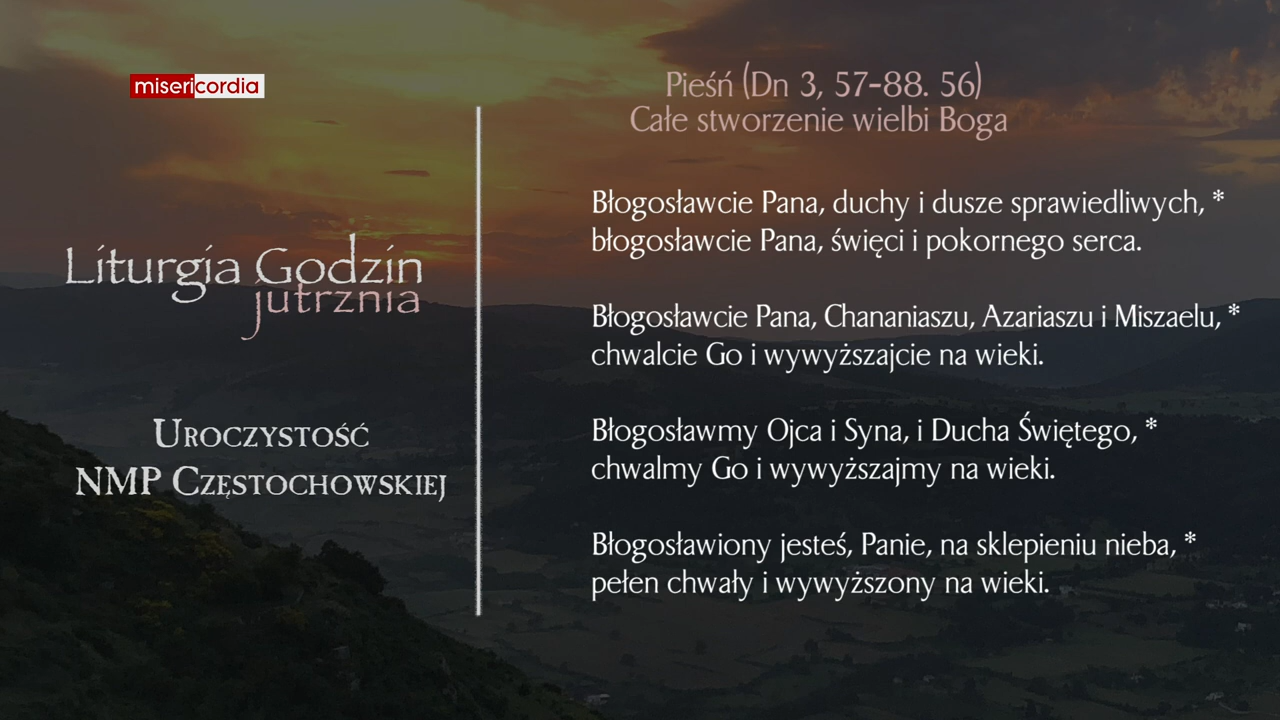 misericordia
Liturgia Godzin
jutrznia
Uroczystość
NMP Częstochowskiej
Pieśń (Dn 3, 57-88. 56)
Całe stworzenie wielbi Boga
Błogosławcie Pana, duchy i dusze sprawiedliwych, *
błogosławcie Pana, święci i pokornego serca.
Błogosławcie Pana, Chananiaszu, Azariaszu i Miszaelu, *
chwalcie Go i wywyższajcie na wieki.
Błogosławmy Ojca i Syna, i Ducha Świętego, *
chwalmy Go i wywyższajmy na wieki.
Błogosławiony jesteś, Panie, na sklepieniu nieba, *
pełen chwały i wywyższony na wieki.